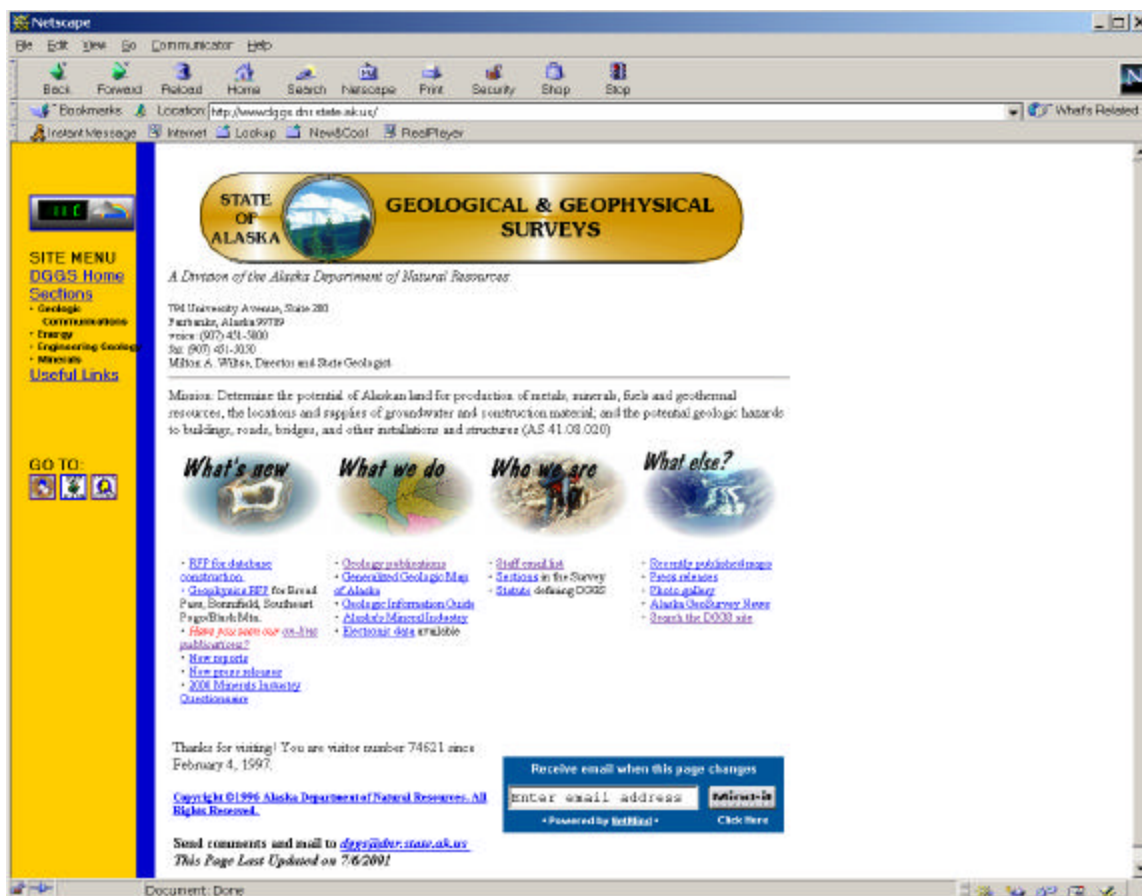 Netscape
File Edit View Go Communicator Help
Back Forward Reload Home Search Netscape Print Security Shop Stop
Bookmarks Location: http://www.dggs.dnr.state.ak.us/ What's Related
Instant Message Internet Lookup New&Cool RealPlayer
STATE OF ALASKA
GEOLOGICAL & GEOPHYSICAL SURVEYS
SITE MENU
DGGS Home
Sections
· Geologic
Communications
· Energy
· Engineering Geology
· Minerals
Useful Links
GO TO:
A Division of the Alaska Department of Natural Resources
794 University Avenue, Suite 200
Fairbanks, Alaska 99709
voice: (907) 451-5000
fax: (907) 451-5050
Milton A. Wiltse, Director and State Geologist
Mission: Determine the potential of Alaskan land for production of metals, minerals, fuels and geothermal
resources, the locations and supplies of groundwater and construction material; and the potential geologic hazards
to buildings, roads, bridges, and other installations and structures (AS 41.08.020)
What's new
· RFP for database
construction.
· Geophysics RFP for Broad
Pass, Bonnifield, Southeast
Pogo/Black Mtn.
· Have you seen our on-line
publications?
· New reports
· New press releases
· 2000 Minerals Industry
Questionnaire
What we do
· Geology publications
· Generalized Geologic Map
of Alaska
· Geologic Information Guide
· Alaska's Mineral Industry
· Electronic data available
Who we are
· Staff email list
· Sections in the Survey
· Statute defining DGGS
What else?
· Recently published maps
· Press releases
· Photo gallery
· Alaska GeoSurvey News
· Search the DGGS site
Thanks for visiting! You are visitor number 74621 since
February 4, 1997.
Copyright ©1996 Alaska Department of Natural Resources. All
Rights Reserved.
Send comments and mail to dggs@dnr.state.ak.us
This Page Last Updated on 7/6/2001
Receive email when this page changes
Enter email address Mind-it
• Powered by NetMind • Click Here
Document: Done